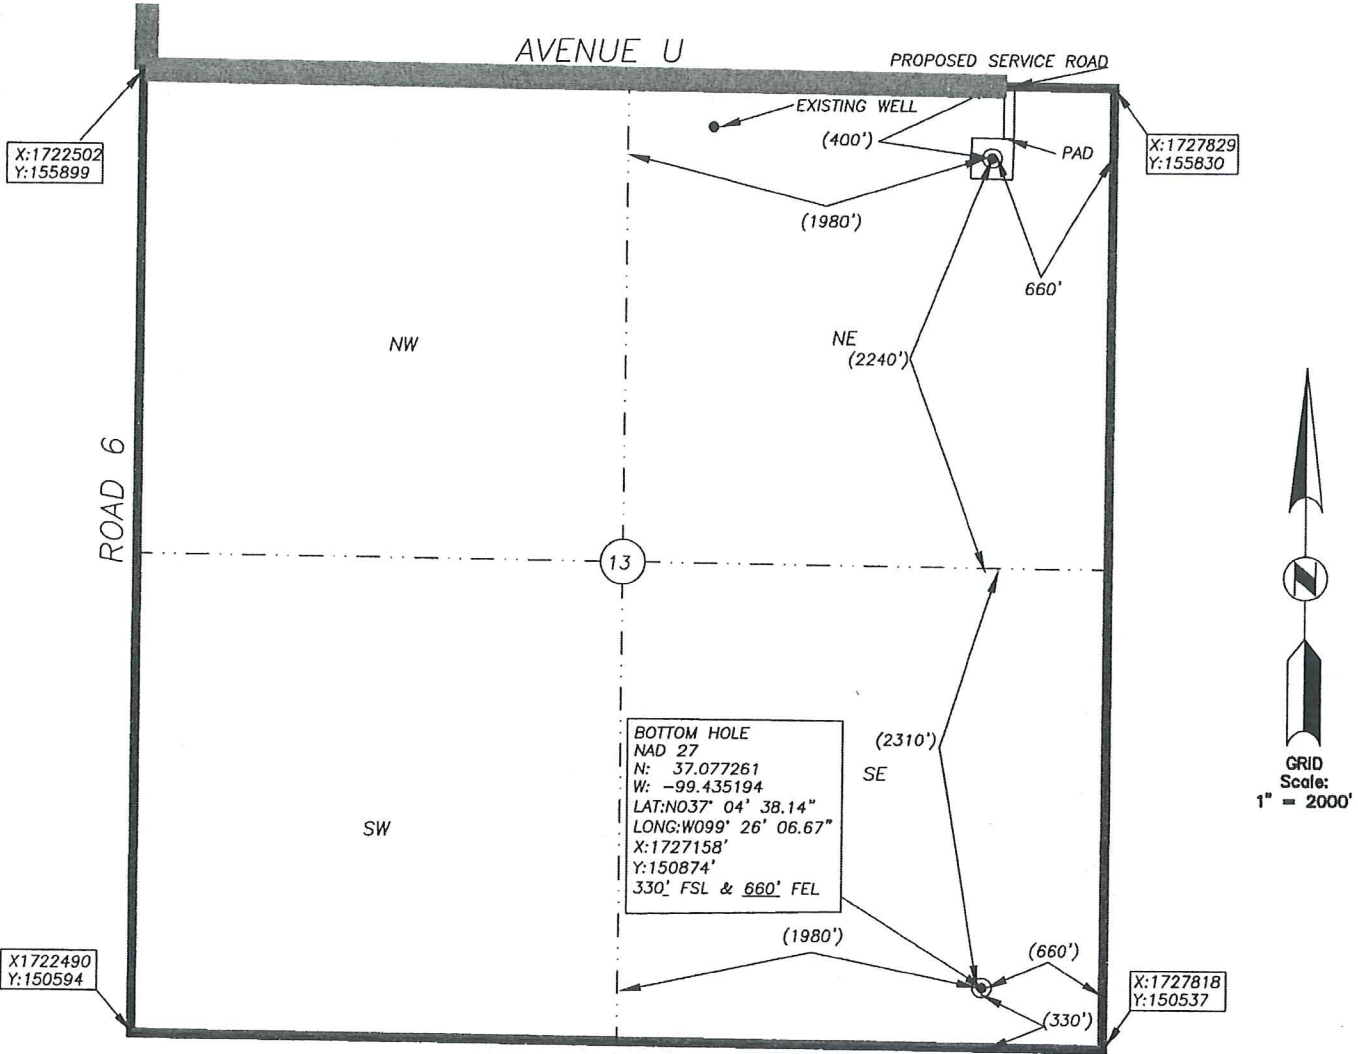 AVENUE U
PROPOSED SERVICE ROAD
EXISTING WELL
(400')
PAD
X:1722502
Y:155899
X:1727829
Y:155830
(1980')
660'
NW
NE
(2240')
ROAD 6
13
N
GRID
Scale:
1" = 2000'
BOTTOM HOLE
NAD 27
N: 37.077261
W: -99.435194
LAT:N037° 04' 38.14"
LONG:W099° 26' 06.67"
X:1727158'
Y:150874'
330' FSL & 660' FEL
(2310')
SE
SW
(1980')
(660')
(330')
X1722490
Y:150594
X:1727818
Y:150537